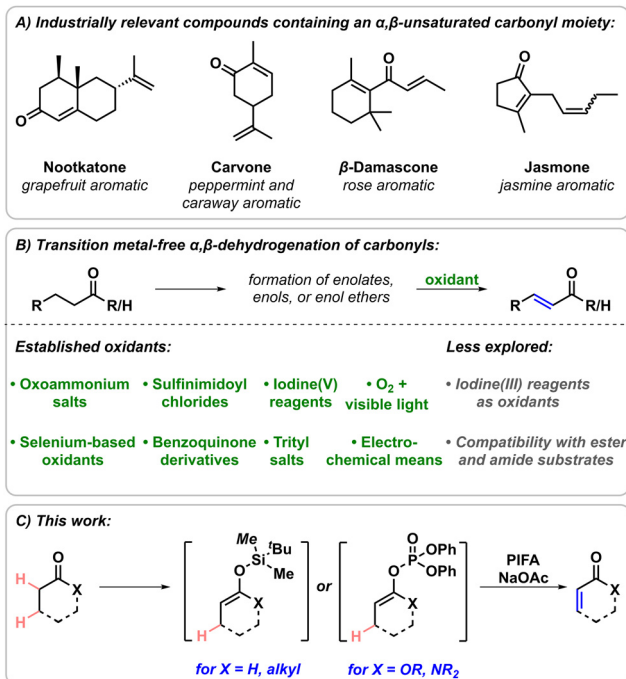 A) Industrially relevant compounds containing an α,β-unsaturated carbonyl moiety:
O
O
O
O
Nootkatone
grapefruit aromatic
Carvone
peppermint and
caraway aromatic
β-Damascone
rose aromatic
Jasmone
jasmine aromatic
B) Transition metal-free α,β-dehydrogenation of carbonyls:
O
R
R/H
formation of enolates,
enols, or enol ethers
oxidant
O
R
R/H
Established oxidants:
Less explored:
• Oxoammonium
salts
• Sulfinimidoyl
chlorides
• Iodine(V)
reagents
• O2 +
visible light
• Iodine(III) reagents
as oxidants
• Selenium-based
oxidants
• Benzoquinone
derivatives
• Trityl
salts
• Electro-
chemical means
• Compatibility with ester
and amide substrates
C) This work:
O
H
X
H
Me
tBu
Si
O
Me
X
H
or
O
OPh
P
O
OPh
X
H
PIFA
NaOAc
O
X
for X = H, alkyl
for X = OR, NR2